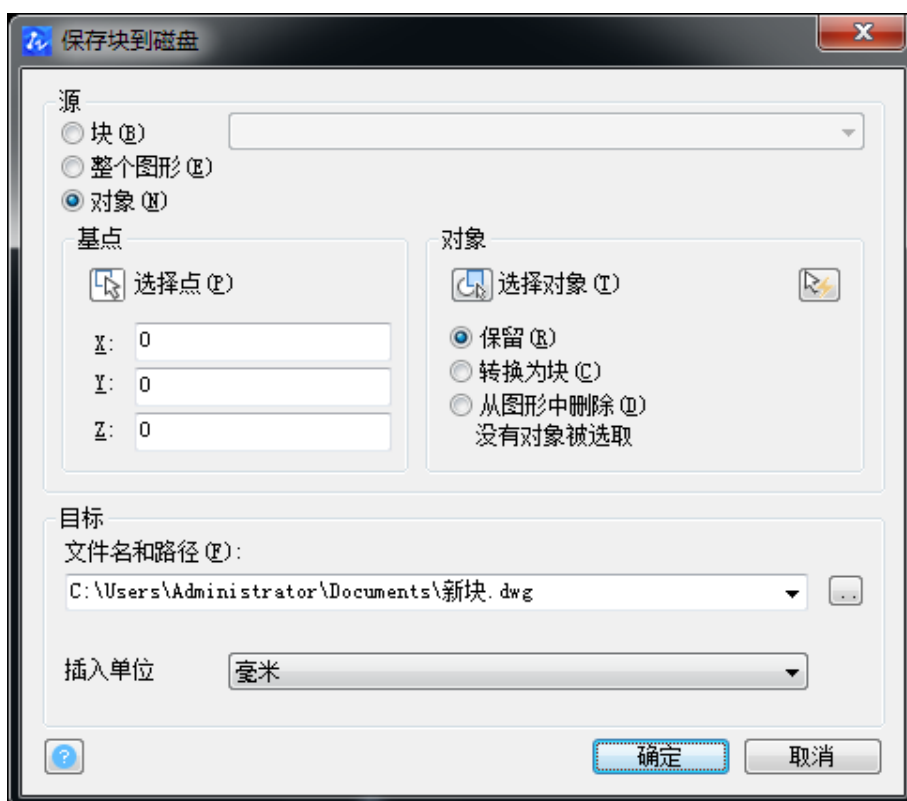 保存块到磁盘
源
块(B)
整个图形(E)
对象(N)
基点
选择点(P)
X: 0
Y: 0
Z: 0
对象
选择对象(T)
保留(R)
转换为块(C)
从图形中删除(D)
没有对象被选取
目标
文件名和路径(F):
C:\Users\Administrator\Documents\新块.dwg
..
插入单位 毫米
?
确定 取消